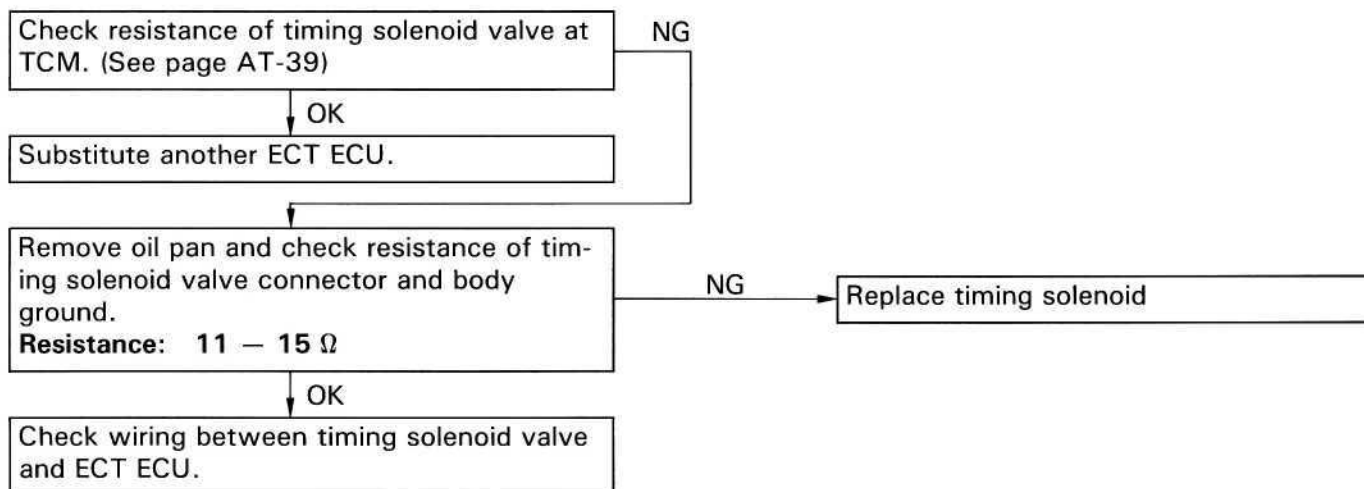 Check resistance of timing solenoid valve at
TCM. (See page AT-39)
NG
OK
Substitute another ECT ECU.
Remove oil pan and check resistance of tim-
ing solenoid valve connector and body
ground.
Resistance: 11 — 15 Ω
NG
Replace timing solenoid
OK
Check wiring between timing solenoid valve
and ECT ECU.